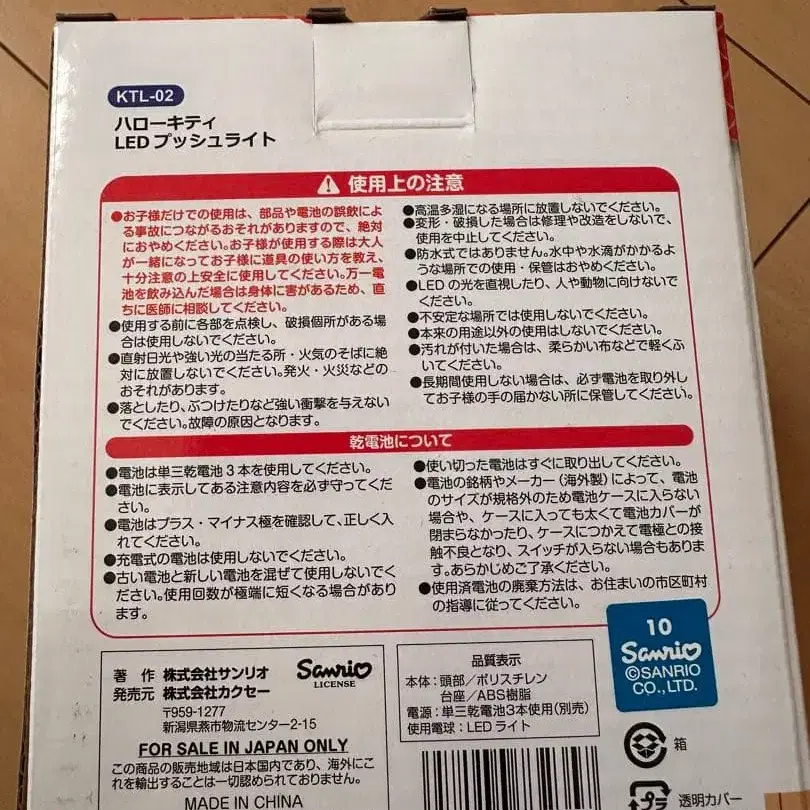 KTL-02
ハローキティ
LED プッシュライト
使用上の注意
●お子様だけでの使用は、部品や電池の誤飲によ
る事故につながるおそれがありますので、絶対
におやめください。お子様が使用する際は大人
が一緒になってお子様に道具の使い方を教え、
十分注意の上安全に使用してください。万一電
池を飲み込んだ場合は身体に害があるため、直
ちに医師に相談してください。
●使用する前に各部を点検し、破損個所がある場
合は使用しないでください。
●直射日光や強い光の当たる所・火気のそばに絶
対に放置しないでください。発火・火災などの
おそれがあります。
●落としたり、ぶつけたりなど強い衝撃を与えない
でください。故障の原因となります。
●高温多湿になる場所に放置しないでください。
●変形・破損した場合は修理や改造をしないで、
使用を中止してください。
●防水式ではありません。水中や水滴がかかるよ
うな場所での使用・保管はおやめください。
●LEDの光を直視したり、人や動物に向けないで
ください。
●不安定な場所では使用しないでください。
●本来の用途以外の使用はしないでください。
●汚れが付いた場合は、柔らかい布などで軽くふ
いてください。
●長期間使用しない場合は、必ず電池を取り外し
てお子様の手の届かない所に保管してください。
乾電池について
●電池は単三乾電池3本を使用してください。
●電池に表示してある注意内容を必ず守ってくだ
さい。
●電池はプラス・マイナス極を確認して、正しく入
れてください。
●充電式の電池は使用しないでください。
●古い電池と新しい電池を混ぜて使用しないでく
ださい。使用回数が極端に短くなる場合があり
ます。
●使い切った電池はすぐに取り出してください。
●電池の銘柄やメーカー(海外製)によって、電池
のサイズが規格外のため電池ケースに入らない
場合や、ケースに入っても太くて電池カバーが
閉まらなかったり、ケースにつかえて電極との接
触不良となり、スイッチが入らない場合もありま
す。あらかじめご了承ください。
●使用済電池の廃棄方法は、お住まいの市区町村
の指導に従ってください。
著 作 株式会社サンリオ
発売元 株式会社カクセー
〒959-1277
新潟県燕市物流センター2-15
Sanrio
LICENSE
FOR SALE IN JAPAN ONLY
この商品の販売地域は日本国内であり、海外にこ
れを輸出することは一切認められておりません。
MADE IN CHINA
品質表示
本体:頭部/ポリスチレン
台座/ABS樹脂
電源:単三乾電池3本使用(別売)
使用電球:LEDライト
10
Sanrio
©SANRIO
CO., LTD.
箱
プラ
透明カバー